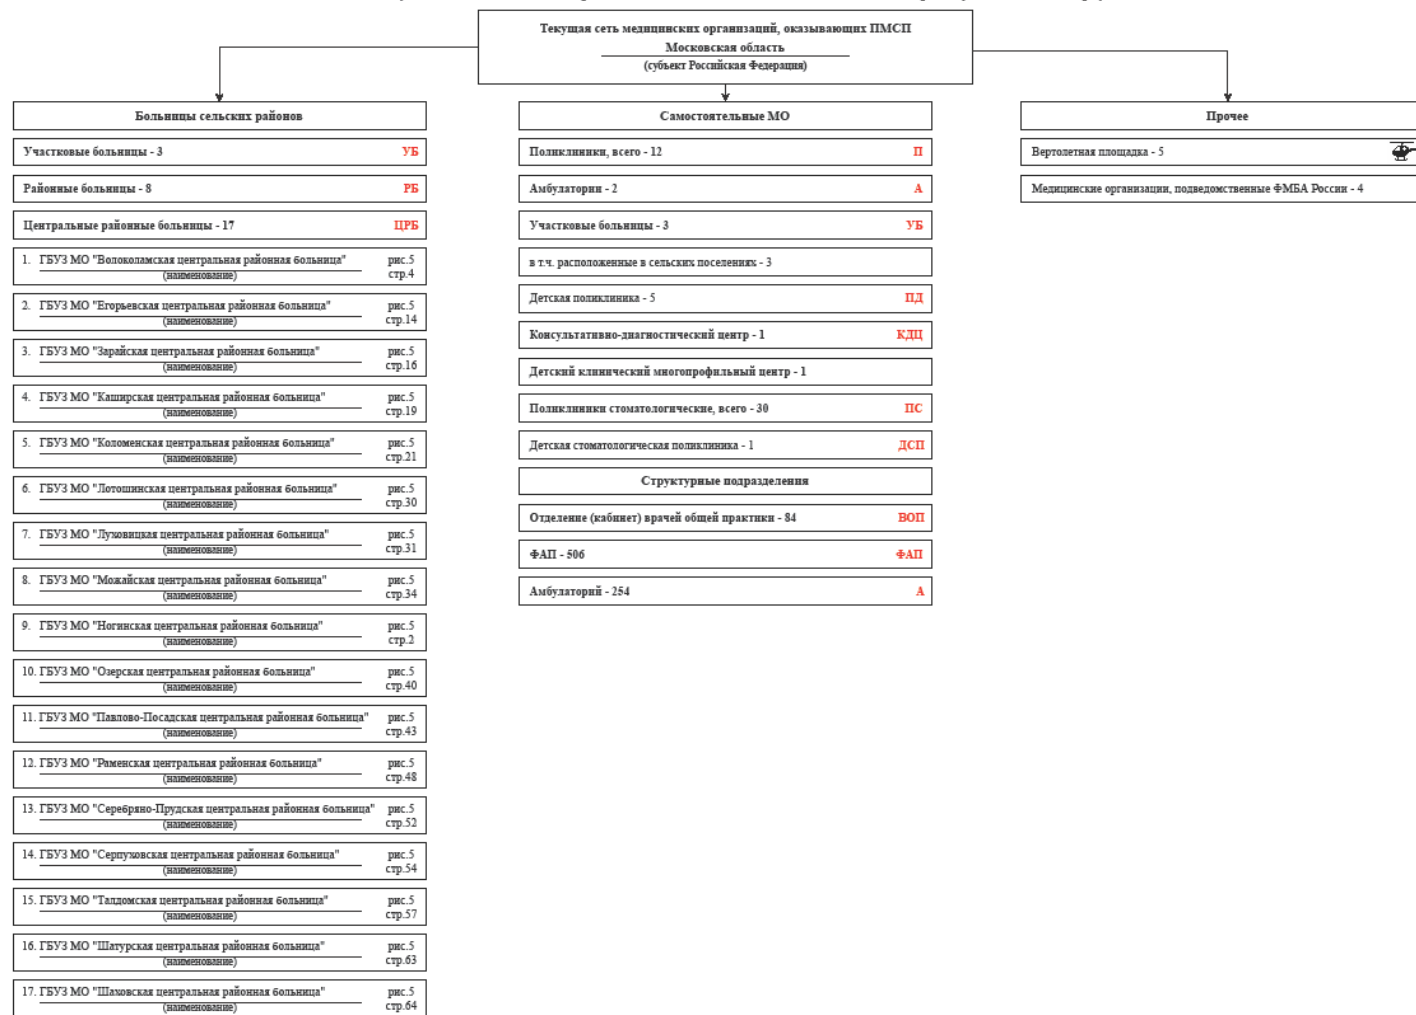 Текущая сеть медицинских организаций, оказывающих ПМСП
Московская область
(субъект Российская Федерация)
Больницы сельских районов
Участковые больницы - 3 УБ
Районные больницы - 8 РБ
Центральные районные больницы - 17 ЦРБ
1. ГБУЗ МО "Волоколамская центральная районная больница" рис.5
(наименование) стр.4
2. ГБУЗ МО "Егорьевская центральная районная больница" рис.5
(наименование) стр.14
3. ГБУЗ МО "Зарайская центральная районная больница" рис.5
(наименование) стр.16
4. ГБУЗ МО "Каширская центральная районная больница" рис.5
(наименование) стр.19
5. ГБУЗ МО "Коломенская центральная районная больница" рис.5
(наименование) стр.21
6. ГБУЗ МО "Лотошинская центральная районная больница" рис.5
(наименование) стр.30
7. ГБУЗ МО "Луховицкая центральная районная больница" рис.5
(наименование) стр.31
8. ГБУЗ МО "Можайская центральная районная больница" рис.5
(наименование) стр.34
9. ГБУЗ МО "Ногинская центральная районная больница" рис.5
(наименование) стр.2
10. ГБУЗ МО "Озерская центральная районная больница" рис.5
(наименование) стр.40
11. ГБУЗ МО "Павлово-Посадская центральная районная больница" рис.5
(наименование) стр.43
12. ГБУЗ МО "Раменская центральная районная больница" рис.5
(наименование) стр.48
13. ГБУЗ МО "Серебряно-Прудская центральная районная больница" рис.5
(наименование) стр.52
14. ГБУЗ МО "Серпуховская центральная районная больница" рис.5
(наименование) стр.54
15. ГБУЗ МО "Талдомская центральная районная больница" рис.5
(наименование) стр.57
16. ГБУЗ МО "Шатурская центральная районная больница" рис.5
(наименование) стр.63
17. ГБУЗ МО "Шаховская центральная районная больница" рис.5
(наименование) стр.64
Самостоятельные МО
Поликлиники, всего - 12 П
Амбулатории - 2 А
Участковые больницы - 3 УБ
в т.ч. расположенные в сельских поселениях - 3
Детская поликлиника - 5 ПД
Консультативно-диагностический центр - 1 КДЦ
Детский клинический многопрофильный центр - 1
Поликлиники стоматологические, всего - 30 ПС
Детская стоматологическая поликлиника - 1 ДСП
Структурные подразделения
Отделение (кабинет) врачей общей практики - 84 ВОП
ФАП - 506 ФАП
Амбулаторий - 254 А
Прочее
Вертолетная площадка - 5
Медицинские организации, подведомственные ФМБА России - 4